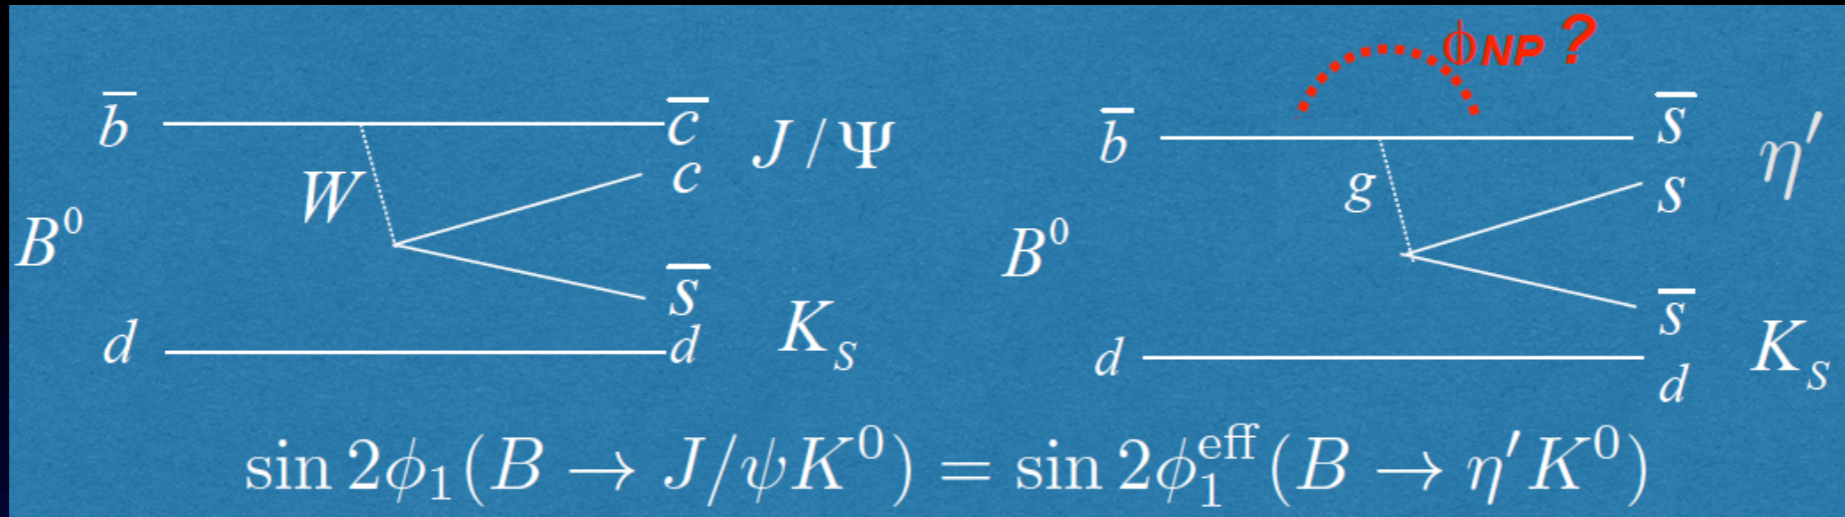 ϕNP ?
b̅ c̅ J/Ψ
c
W
B⁰
s̅
d d K_S
b̅ s̅ η′
s
g
B⁰
s̅
d d K_S
sin 2ϕ₁(B → J/ψK⁰) = sin 2ϕ₁^eff(B → η′K⁰)